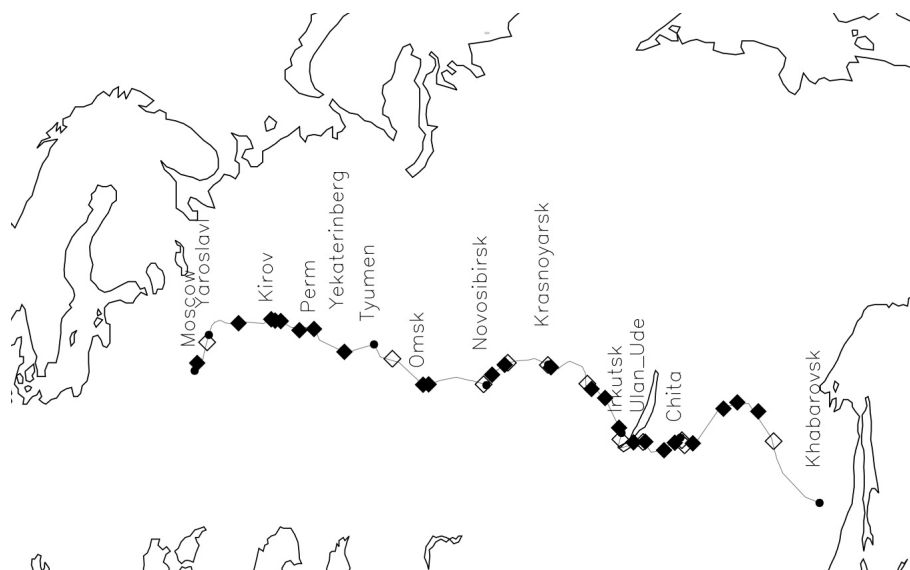 Moscow
Yaroslavl
Kirov
Perm
Yekaterinberg
Tyumen
Omsk
Novosibirsk
Krasnoyarsk
Irkutsk
Ulan_Ude
Chita
Khabarovsk